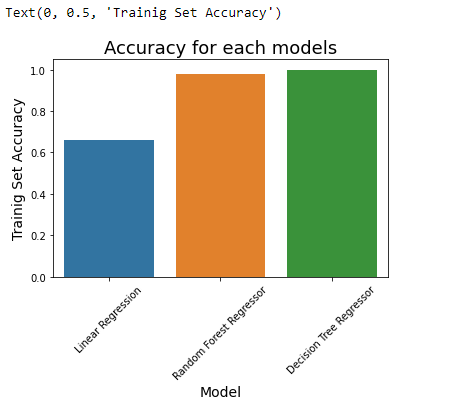 Text(0, 0.5, 'Trainig Set Accuracy')
Accuracy for each models
Trainig Set Accuracy
1.0
0.8
0.6
0.4
0.2
0.0
Linear Regression
Random Forest Regressor
Decision Tree Regressor
Model